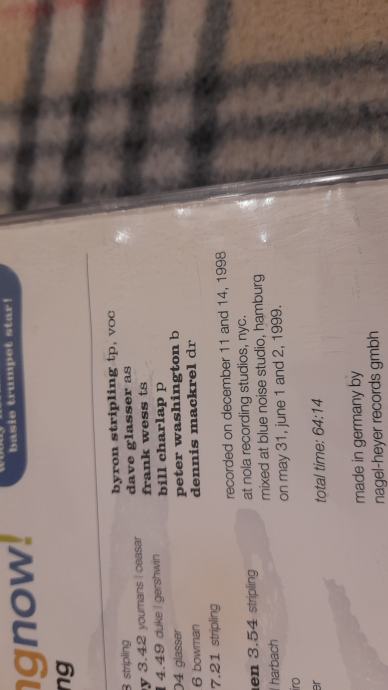 basie trumpet star!
ngnow!
ng
byron stripling tp, voc
dave glasser as
frank wess ts
bill charlap p
peter washington b
dennis mackrel dr
recorded on december 11 and 14, 1998
at nola recording studios, nyc.
mixed at blue noise studio, hamburg
on may 31, june 1 and 2, 1999.
total time: 64:14
made in germany by
nagel-heyer records gmbh
stripling
y 3.42 youmans | ceasar
4.49 duke | gershwin
04 glasser
6 bowman
7.21 stripling
en 3.54 stripling
harbach
ro
er